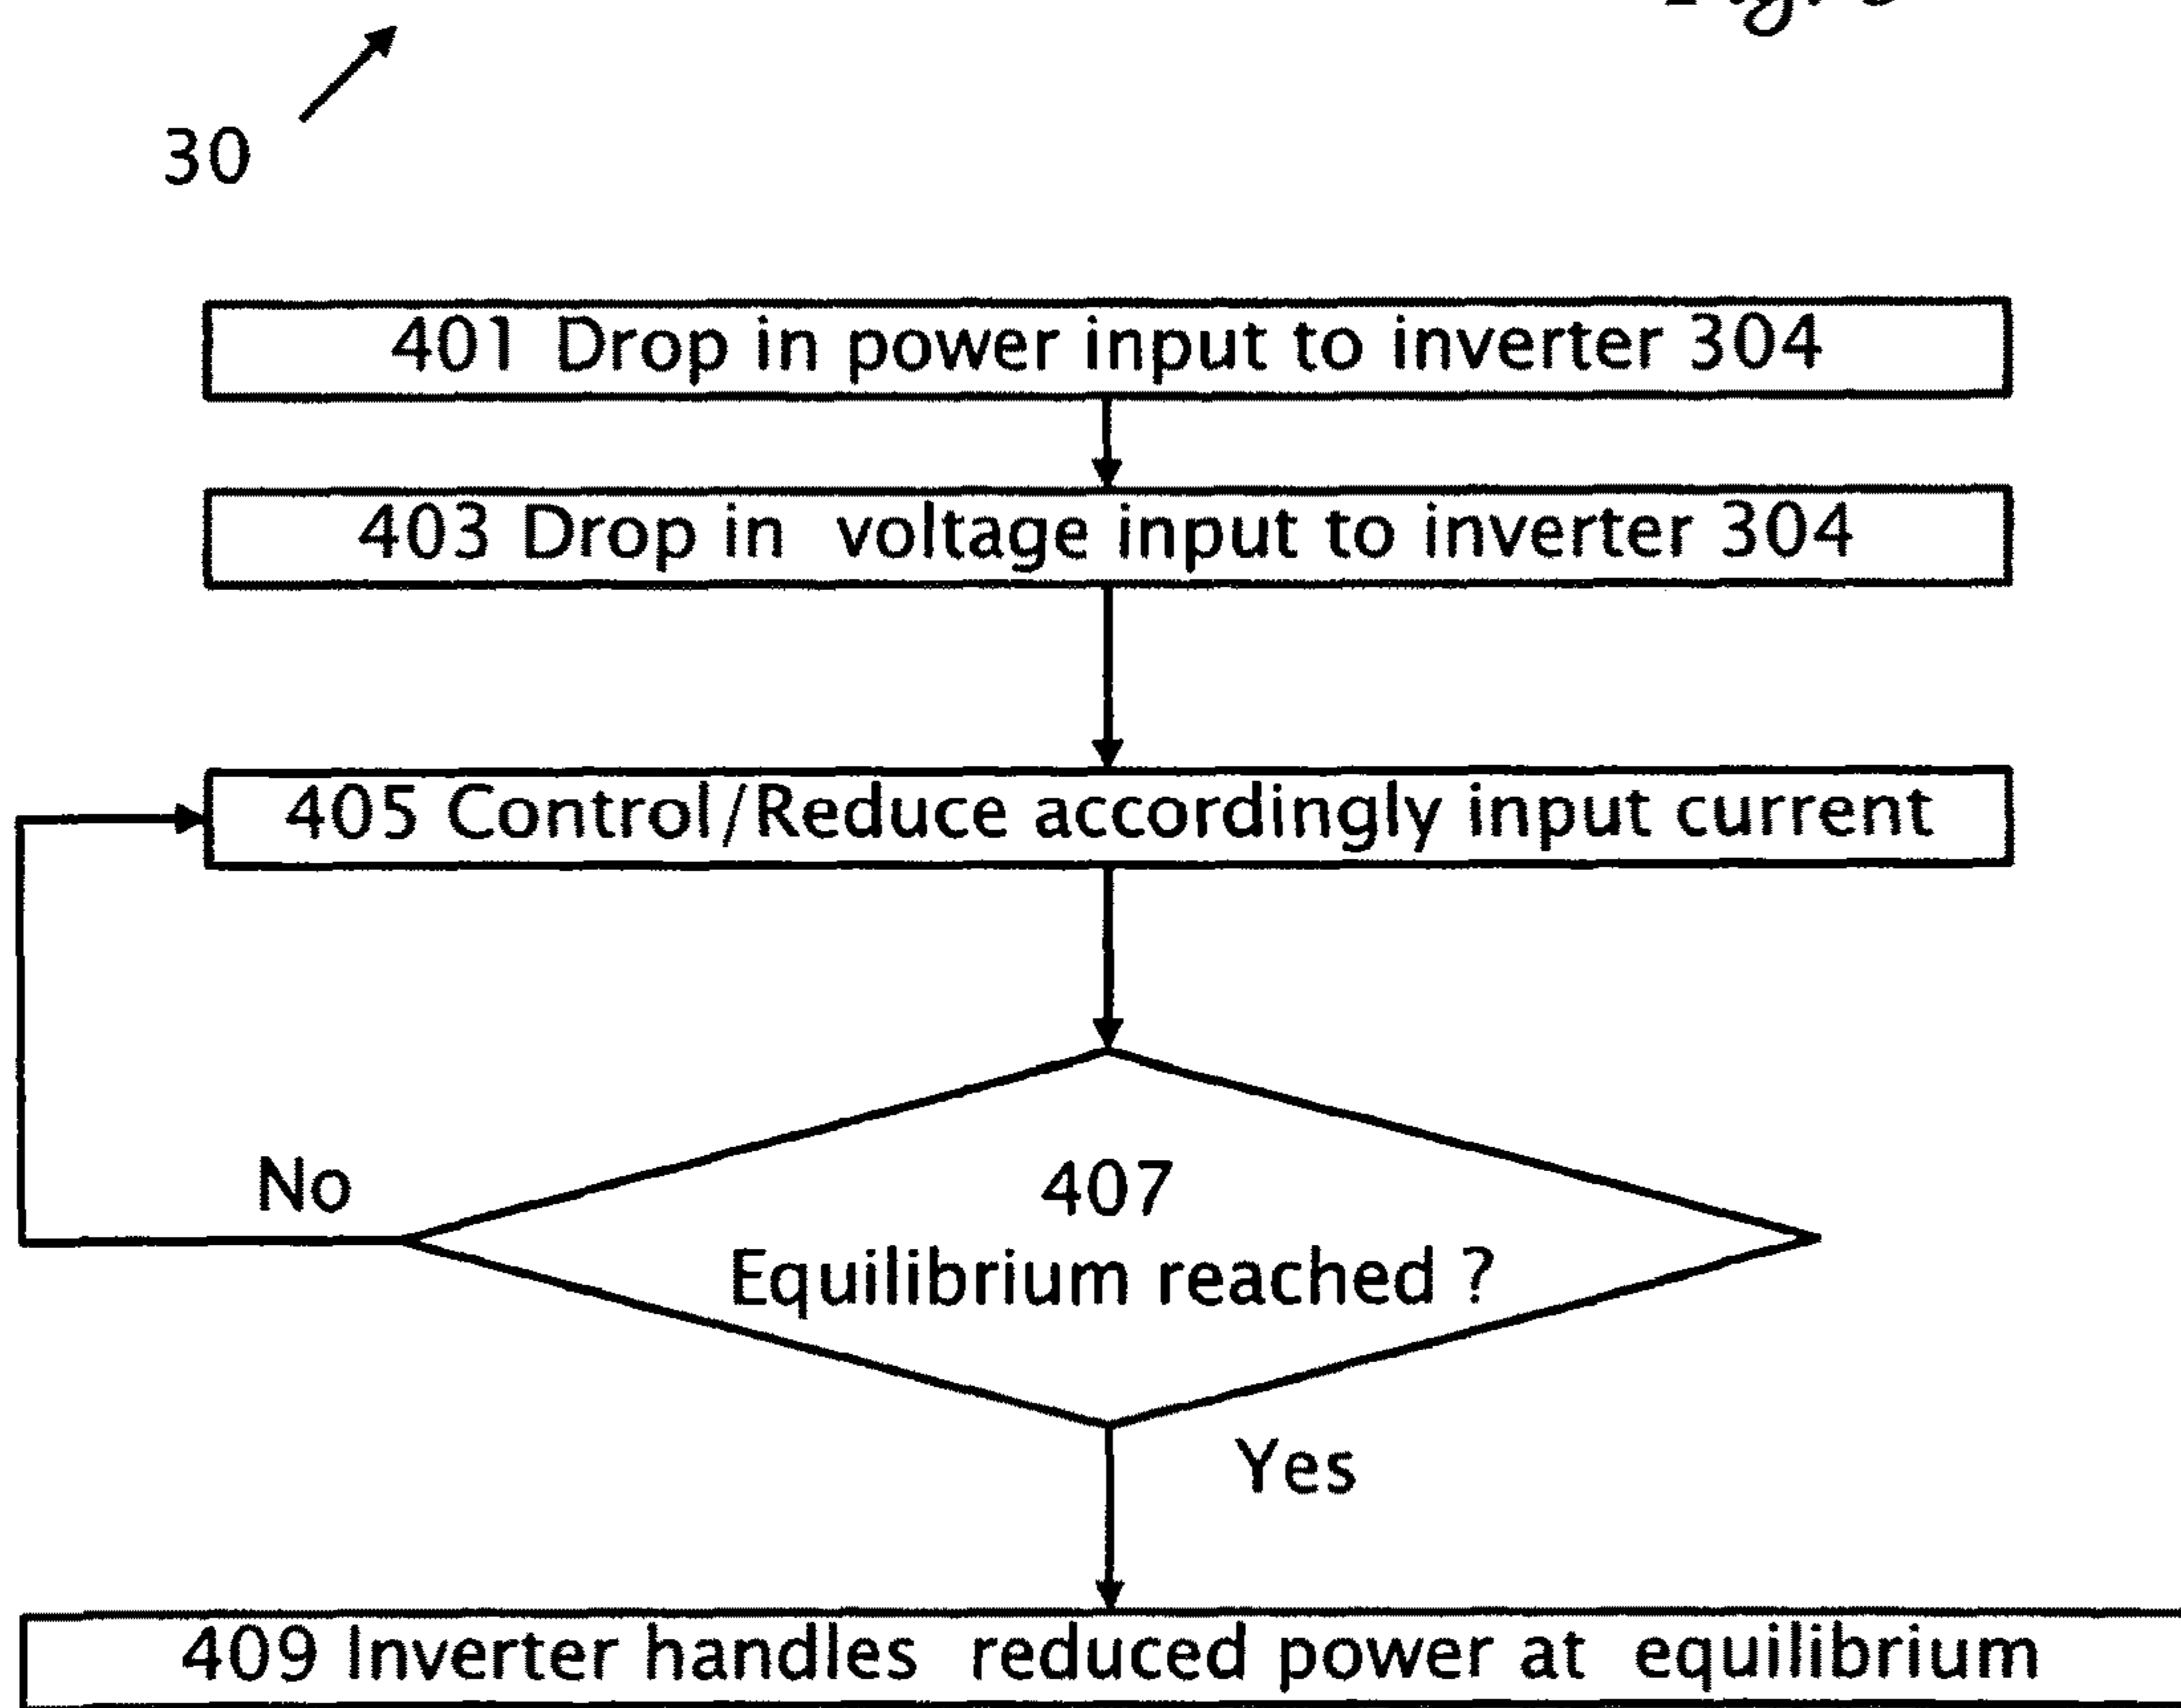 30
401 Drop in power input to inverter 304
403 Drop in voltage input to inverter 304
405 Control/Reduce accordingly input current
407
Equilibrium reached ?
No
Yes
409 Inverter handles reduced power at equilibrium